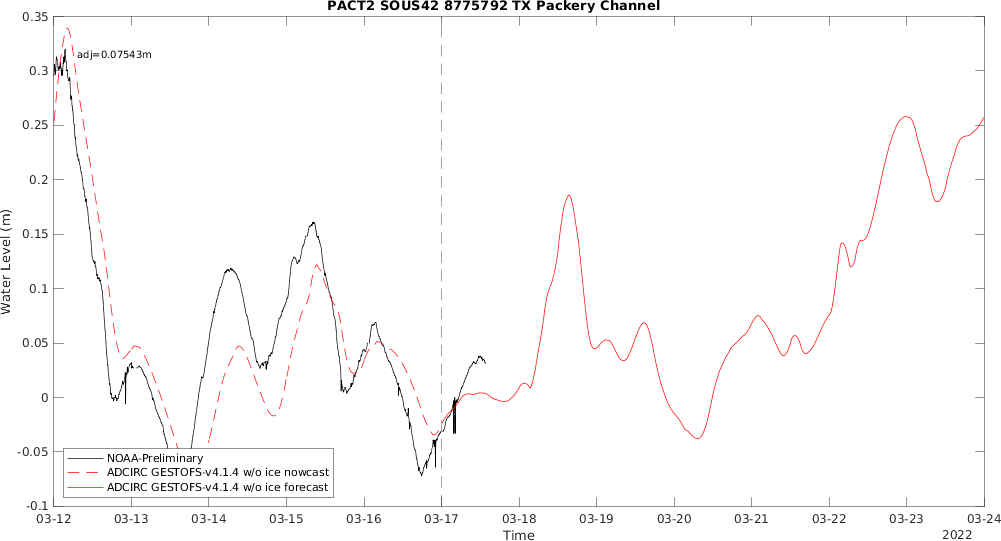 PACT2 SOUS42 8775792 TX Packery Channel
0.35
adj=0.07543m
0.3
0.25
0.2
0.15
0.1
0.05
0
-0.05
-0.1
Water Level (m)
NOAA-Preliminary
ADCIRC GESTOFS-v4.1.4 w/o ice nowcast
ADCIRC GESTOFS-v4.1.4 w/o ice forecast
03-12 03-13 03-14 03-15 03-16 03-17 03-18 03-19 03-20 03-21 03-22 03-23 03-24
Time
2022